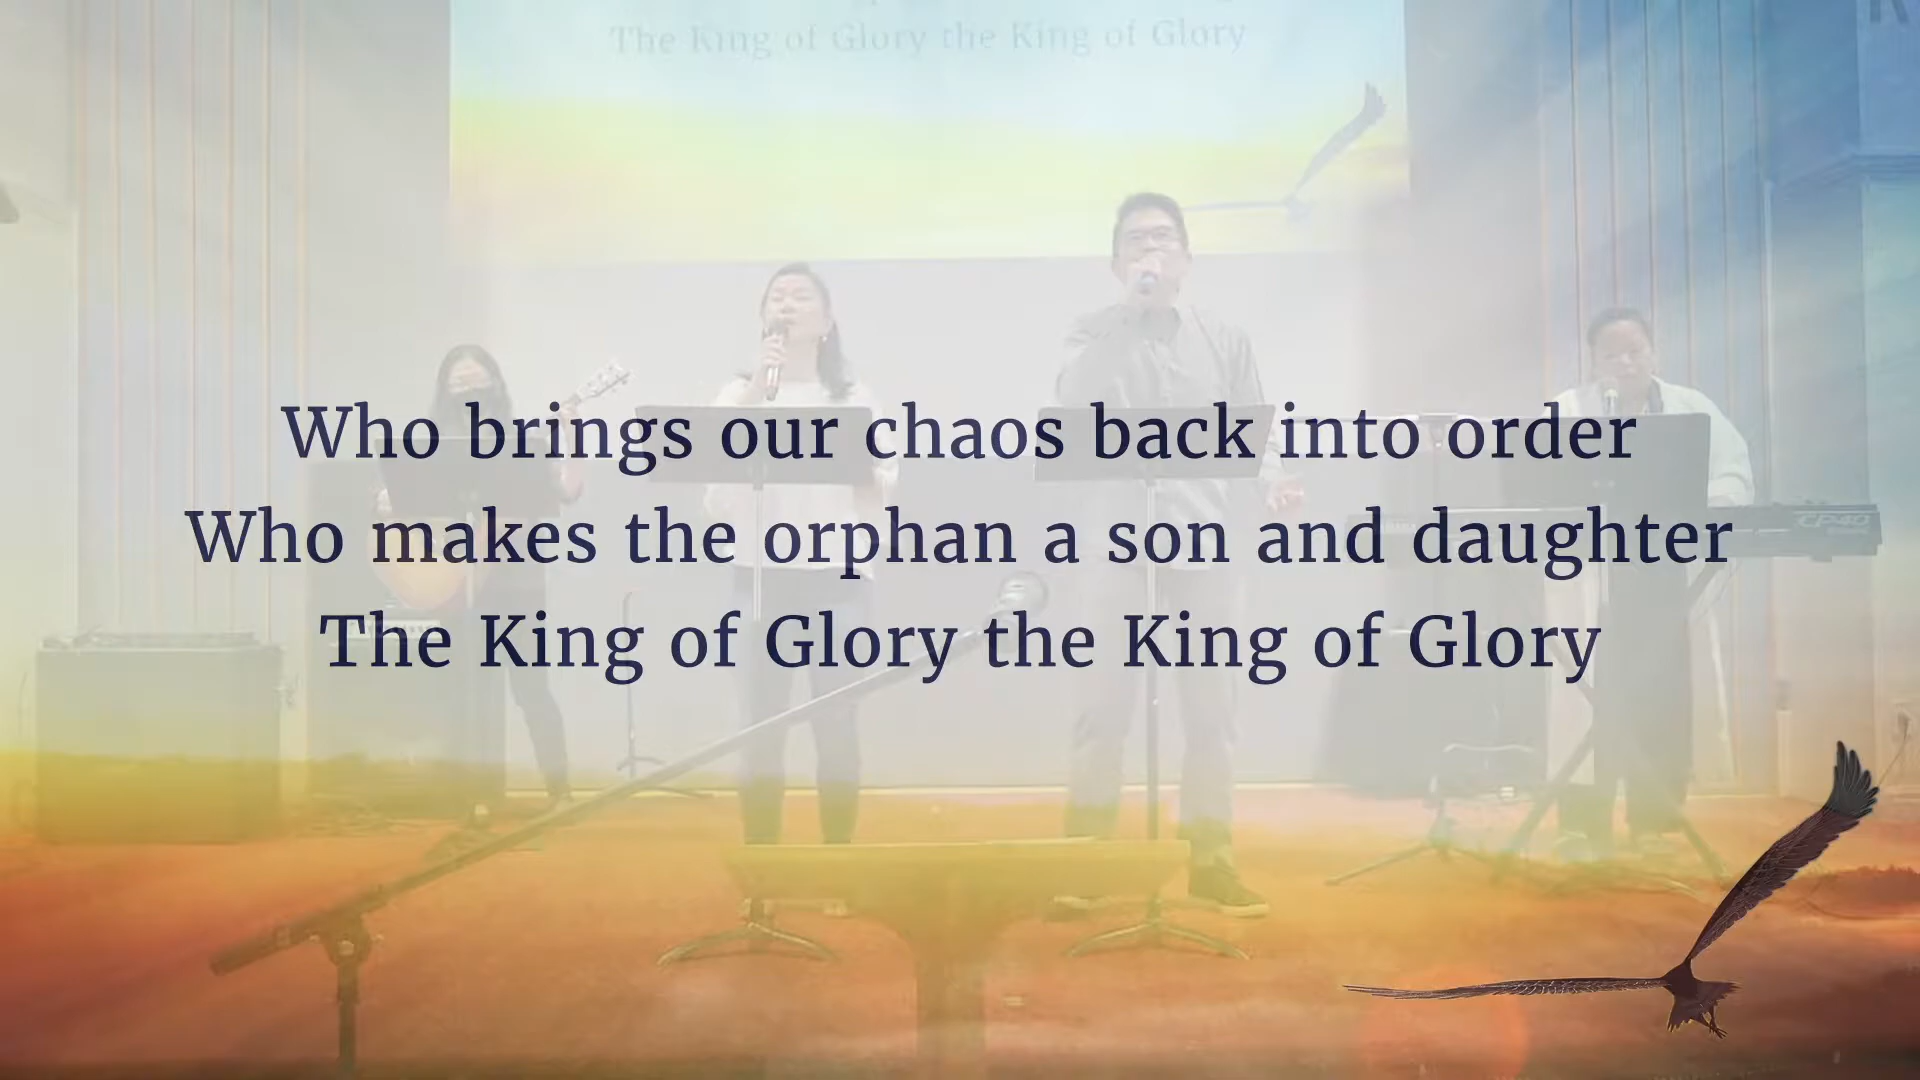 The King of Glory the King of Glory
Who brings our chaos back into order
Who makes the orphan a son and daughter
The King of Glory the King of Glory
CP40